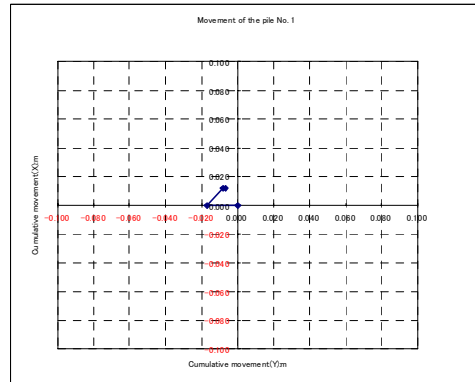 Movement of the pile No. 1
0.100
0.080
0.060
0.040
0.020
0.000
-0.100 -0.080 -0.060 -0.040 -0.020 0.000 0.020 0.040 0.060 0.080 0.100
-0.020
-0.040
-0.060
-0.080
-0.100
Cumulative movement(X):m
Cumulative movement(Y):m